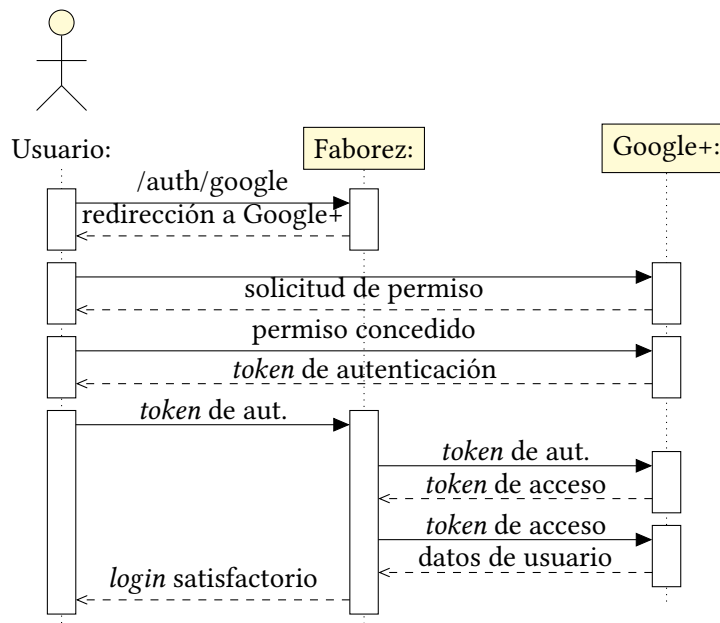 Usuario:
Faborez:
Google+:
/auth/google
redirección a Google+
solicitud de permiso
permiso concedido
token de autenticación
token de aut.
token de aut.
token de acceso
token de acceso
datos de usuario
login satisfactorio